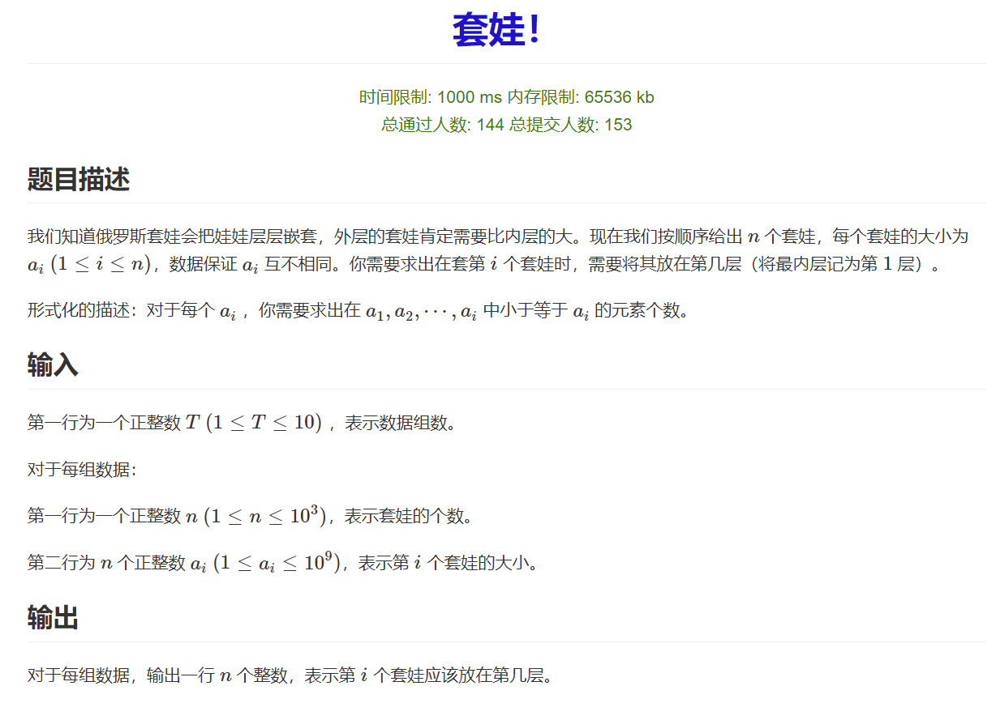 套娃！
时间限制: 1000 ms 内存限制: 65536 kb
总通过人数: 144 总提交人数: 153
题目描述
我们知道俄罗斯套娃会把娃娃层层嵌套，外层的套娃肯定需要比内层的大。现在我们按顺序给出 n 个套娃，每个套娃的大小为
a_i (1 ≤ i ≤ n)，数据保证 a_i 互不相同。你需要求出在套第 i 个套娃时，需要将其放在第几层（将最内层记为第 1 层）。
形式化的描述：对于每个 a_i ，你需要求出在 a_1, a_2, ⋯, a_i 中小于等于 a_i 的元素个数。
输入
第一行为一个正整数 T (1 ≤ T ≤ 10) ，表示数据组数。
对于每组数据：
第一行为一个正整数 n (1 ≤ n ≤ 10^3)，表示套娃的个数。
第二行为 n 个正整数 a_i (1 ≤ a_i ≤ 10^9)，表示第 i 个套娃的大小。
输出
对于每组数据，输出一行 n 个整数，表示第 i 个套娃应该放在第几层。